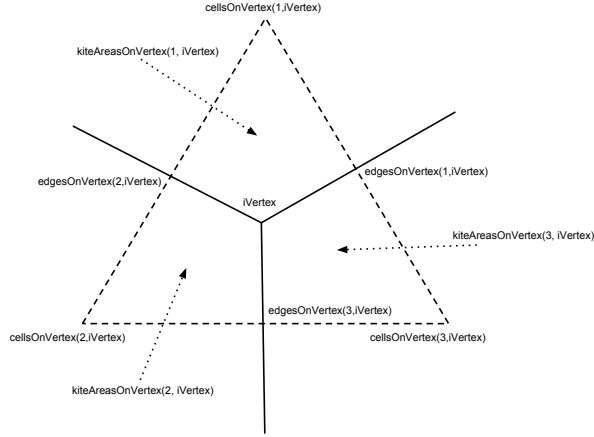 cellsOnVertex(1,iVertex)
kiteAreasOnVertex(1, iVertex)
edgesOnVertex(1,iVertex)
edgesOnVertex(2,iVertex)
iVertex
kiteAreasOnVertex(3, iVertex)
edgesOnVertex(3,iVertex)
cellsOnVertex(2,iVertex)
cellsOnVertex(3,iVertex)
kiteAreasOnVertex(2, iVertex)